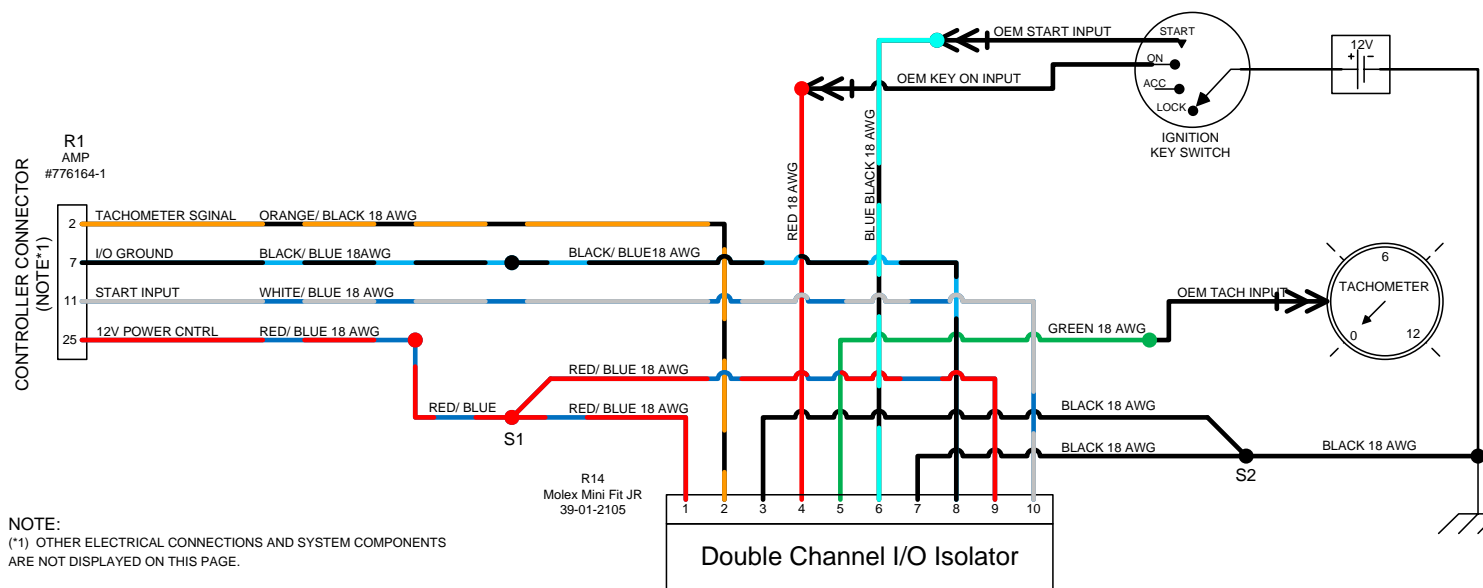 OEM START INPUT
START
12V
+ -
ON
OEM KEY ON INPUT
ACC
LOCK
IGNITION
KEY SWITCH
R1
AMP
#776164-1
CONTROLLER CONNECTOR
(NOTE*1)
RED 18 AWG
BLUE BLACK 18 AWG
2 TACHOMETER SGINAL ORANGE/ BLACK 18 AWG
7 I/O GROUND BLACK/ BLUE 18AWG BLACK/ BLUE18 AWG
11 START INPUT WHITE/ BLUE 18 AWG
25 12V POWER CNTRL RED/ BLUE 18 AWG
6
TACHOMETER
0 12
OEM TACH INPUT
GREEN 18 AWG
RED/ BLUE 18 AWG
RED/ BLUE
RED/ BLUE 18 AWG
S1
BLACK 18 AWG
BLACK 18 AWG
BLACK 18 AWG
S2
R14
Molex Mini Fit JR
39-01-2105
1 2 3 4 5 6 7 8 9 10
Double Channel I/O Isolator
NOTE:
(*1) OTHER ELECTRICAL CONNECTIONS AND SYSTEM COMPONENTS
ARE NOT DISPLAYED ON THIS PAGE.